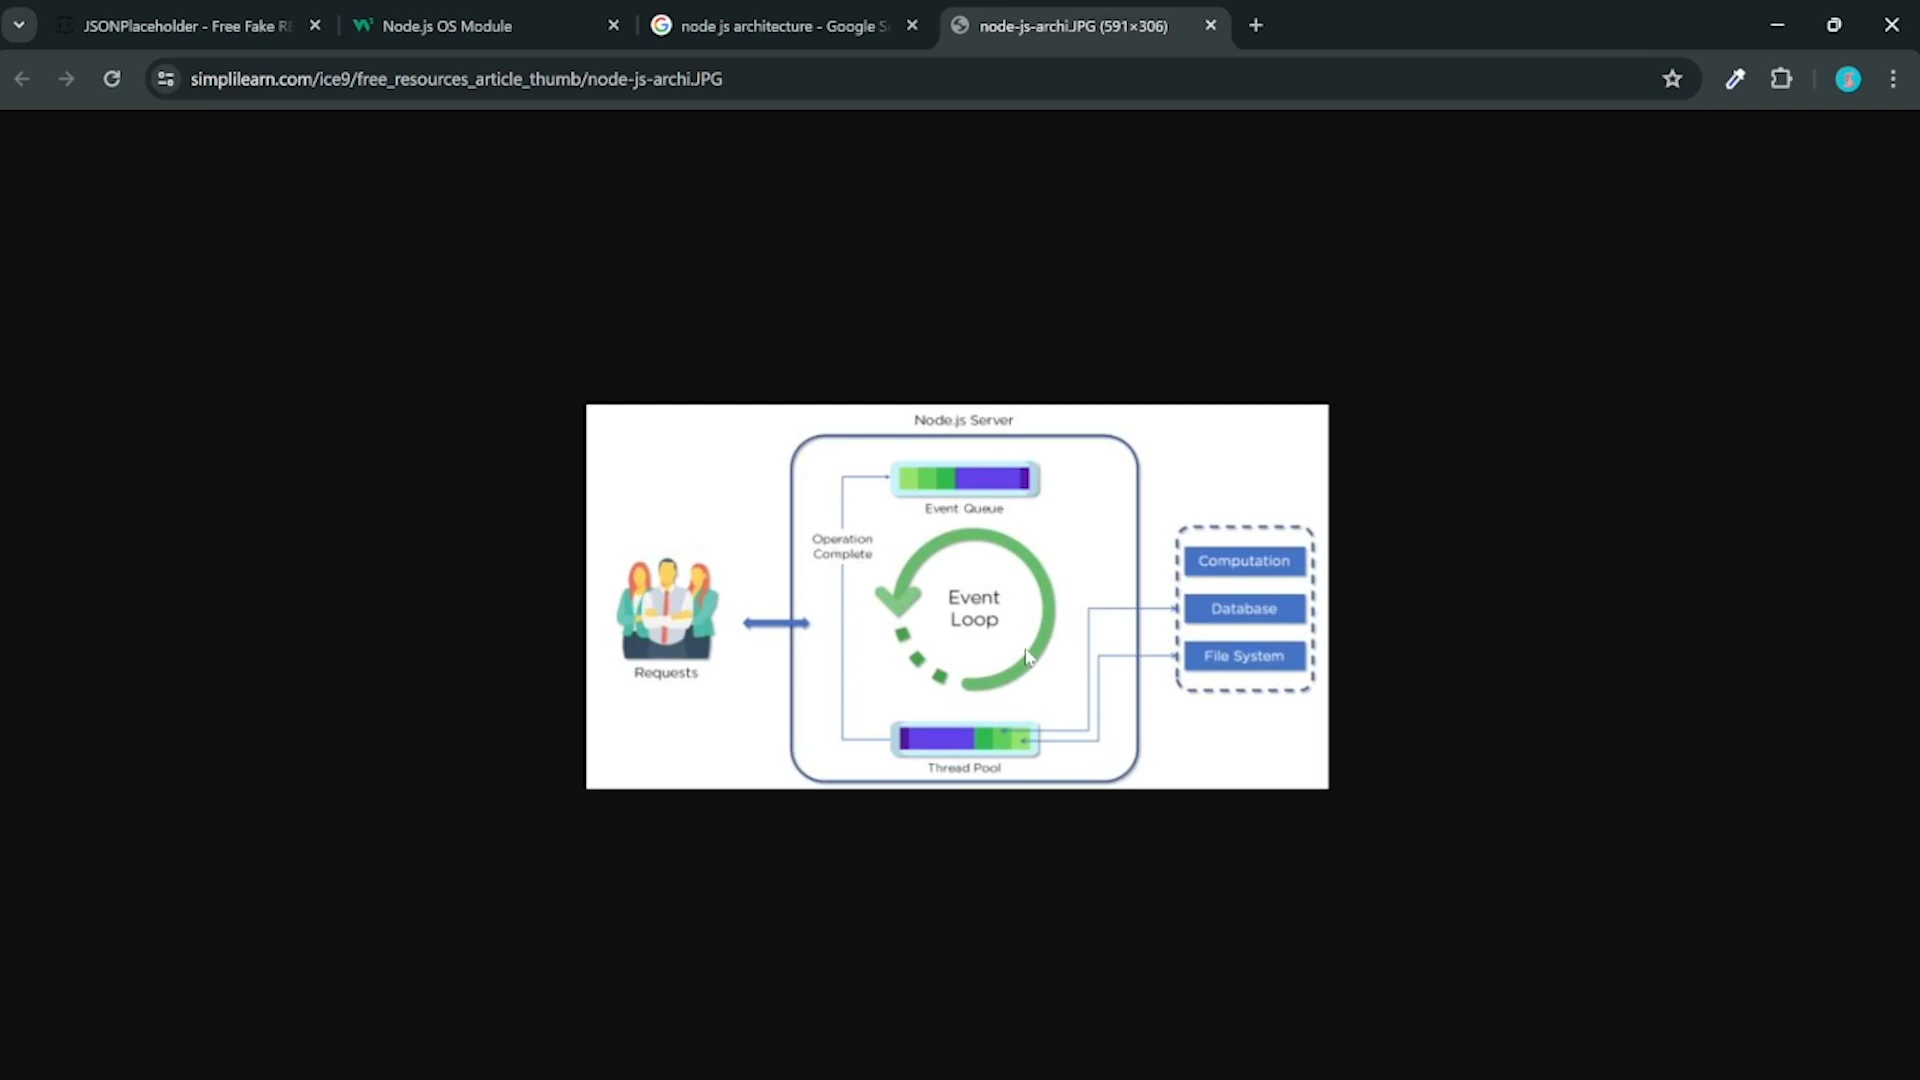 JSONPlaceholder - Free Fake RE
Node.js OS Module
node js architecture - Google Se
node-js-archi.JPG (591×306)
simplilearn.com/ice9/free_resources_article_thumb/node-js-archi.JPG
Node.js Server
Event Queue
Operation
Complete
Event
Loop
Computation
Database
File System
Requests
Thread Pool